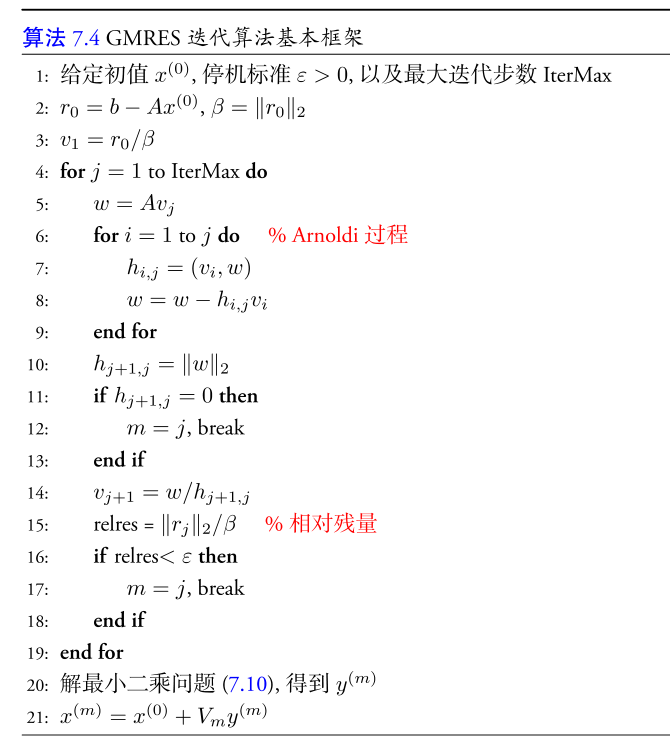 算法 7.4 GMRES 迭代算法基本框架
1: 给定初值 x^{(0)}, 停机标准 ε > 0, 以及最大迭代步数 IterMax
2: r_0 = b − Ax^{(0)}, β = ∥r_0∥_2
3: v_1 = r_0/β
4: for j = 1 to IterMax do
5: w = Av_j
6: for i = 1 to j do % Arnoldi 过程
7: h_{i,j} = (v_i, w)
8: w = w − h_{i,j}v_i
9: end for
10: h_{j+1,j} = ∥w∥_2
11: if h_{j+1,j} = 0 then
12: m = j, break
13: end if
14: v_{j+1} = w/h_{j+1,j}
15: relres = ∥r_j∥_2/β % 相对残量
16: if relres< ε then
17: m = j, break
18: end if
19: end for
20: 解最小二乘问题 (7.10), 得到 y^{(m)}
21: x^{(m)} = x^{(0)} + V_m y^{(m)}